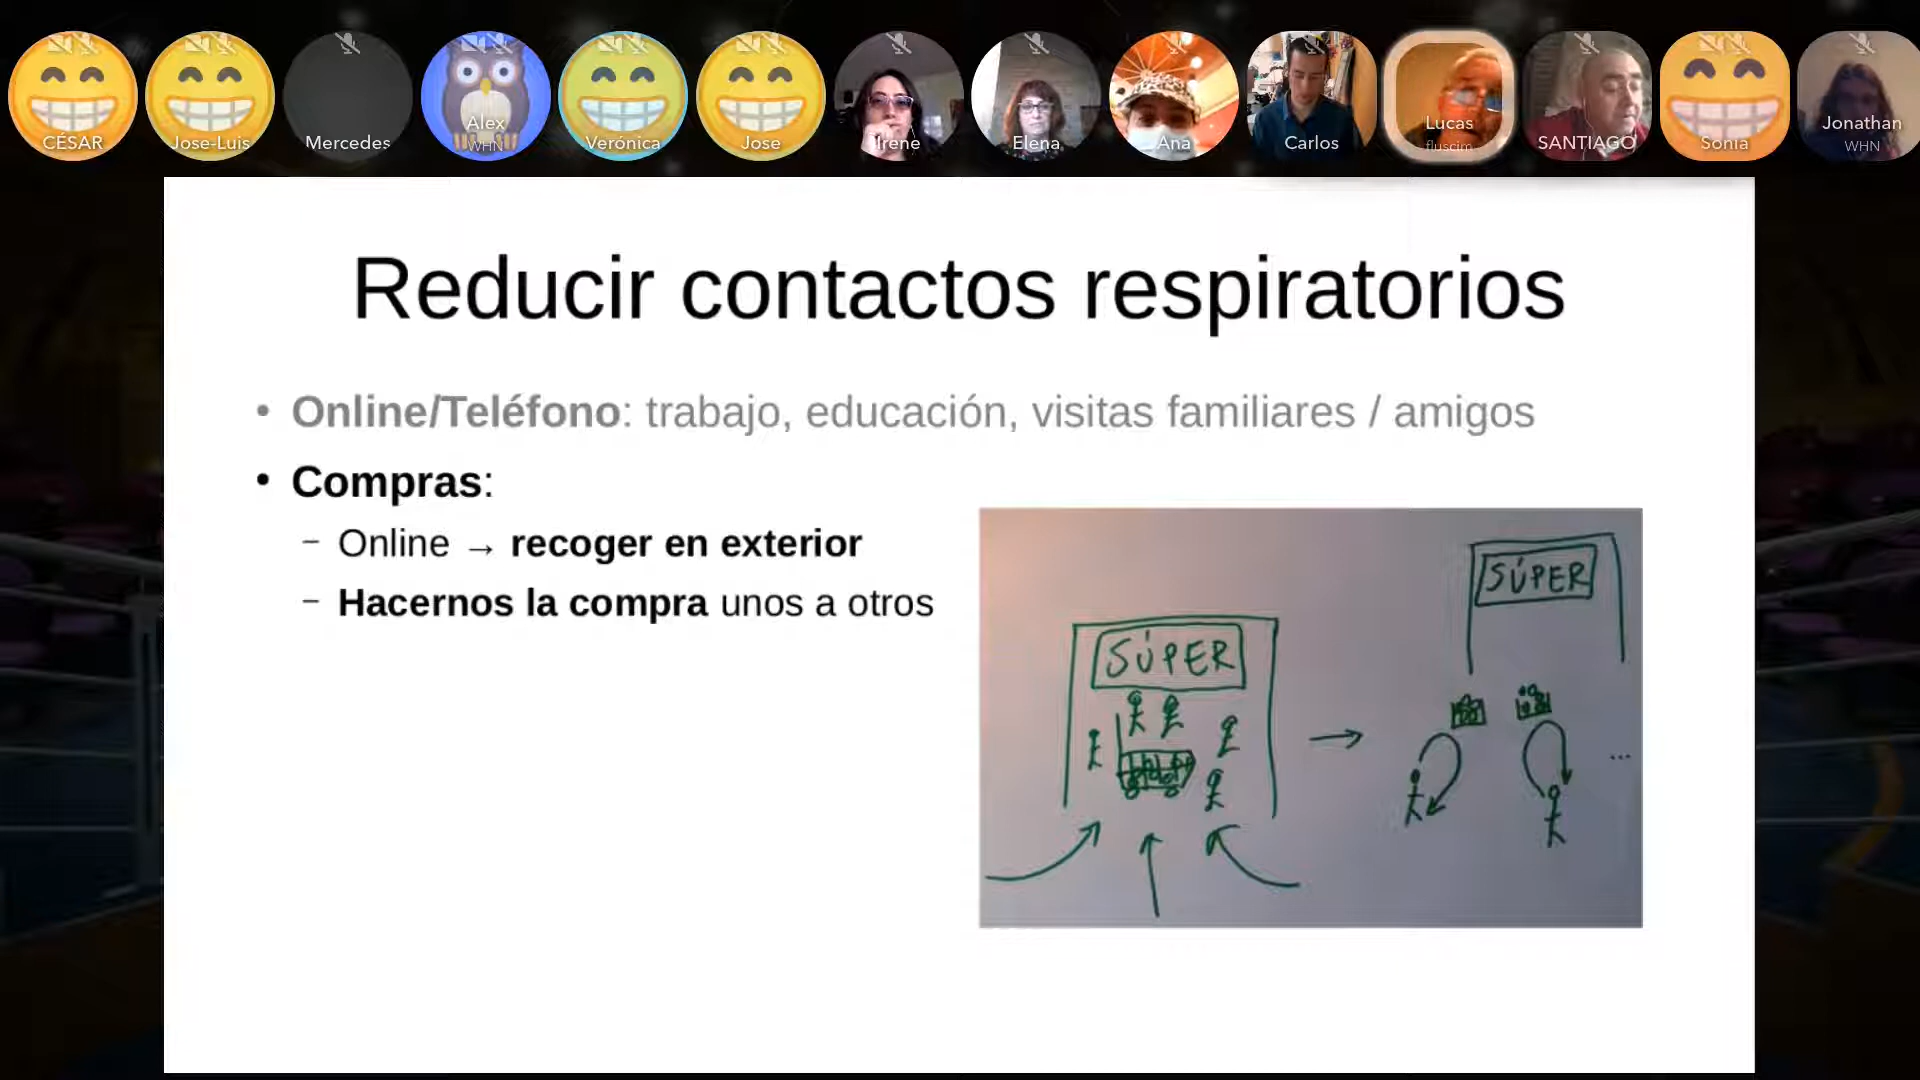 CÉSAR
Jose-Luis
Mercedes
Alex
WHN
Verónica
Jose
Irene
Elena
Ana
Carlos
Lucas
fluscim
SANTIAGO
Sonia
Jonathan
WHN
Reducir contactos respiratorios
• Online/Teléfono: trabajo, educación, visitas familiares / amigos
• Compras:
– Online → recoger en exterior
– Hacernos la compra unos a otros
SÚPER
→
SÚPER
...